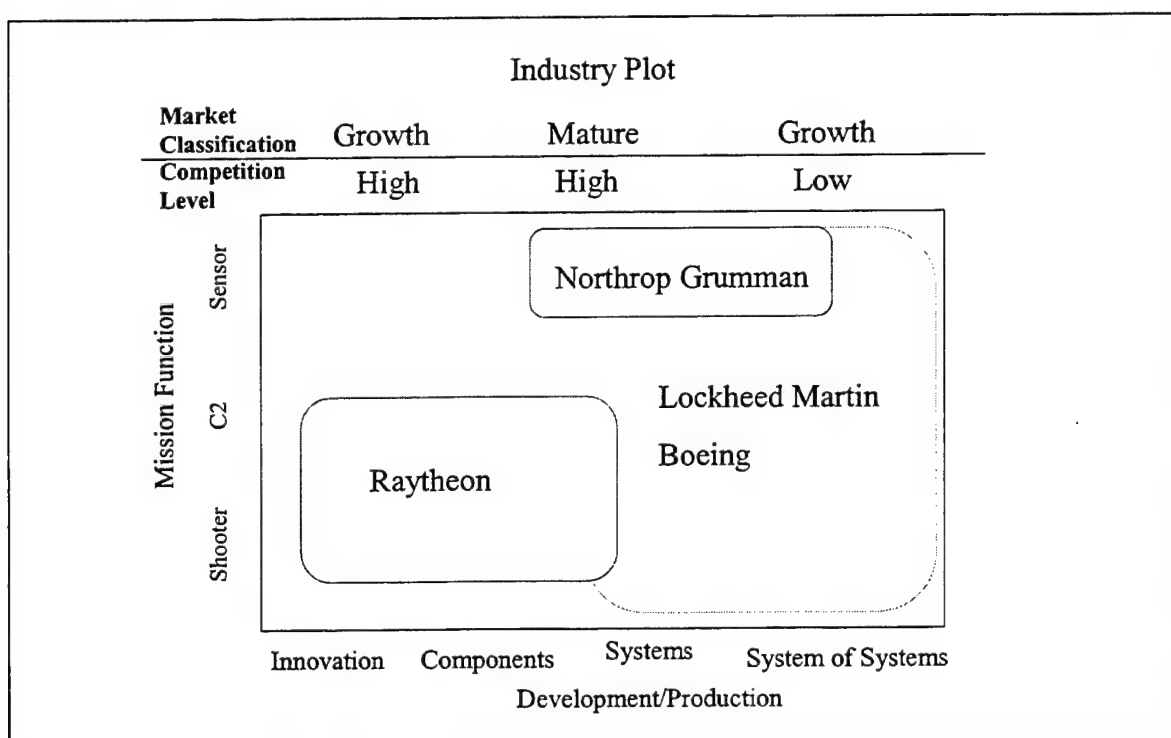 Industry Plot
Market
Classification
Growth
Mature
Growth
Competition
Level
High
High
Low
Mission Function
Sensor
C2
Shooter
Northrop Grumman
Lockheed Martin
Boeing
Raytheon
Innovation
Components
Systems
System of Systems
Development/Production